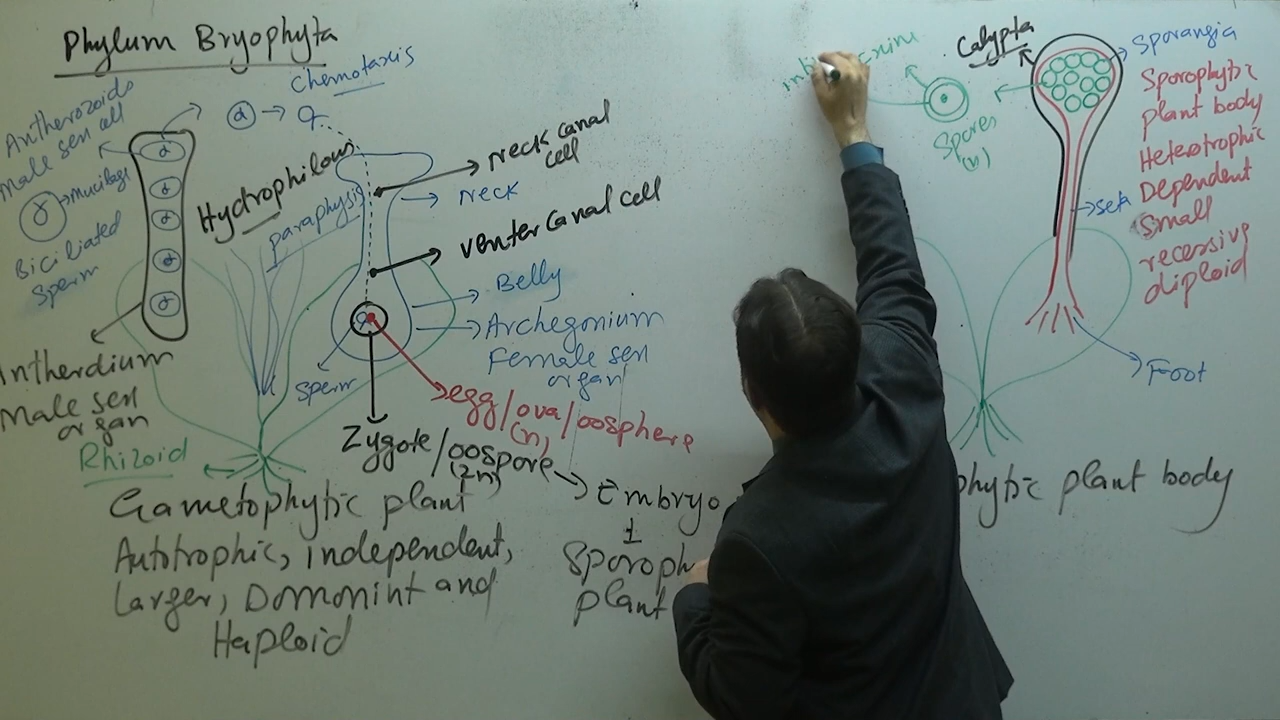 Phylum Bryophyta
Antherozoids
Male sex cell
mucilage
Biciliated
Sperm
chemotaxis
Hydrophilous
paraphysis
neck canal
cell
neck
venter canal cell
Belly
Archegonium
Female sex
organ
Sperm
egg/ova/oosphere
(n)
Zygote/oospore
(2n)
Embryo
Sporoph
plant
Antherdium
Male sex
organ
Rhizoid
Gametophytic plant
Autotrophic, independent,
Larger, Domonint and
Haploid
Exine
Spores
(n)
Calypta
Sporangia
Sporophytic
plant body
Heterotrophic
Dependent
Small
recessive
diploid
seta
Foot
phytic plant body